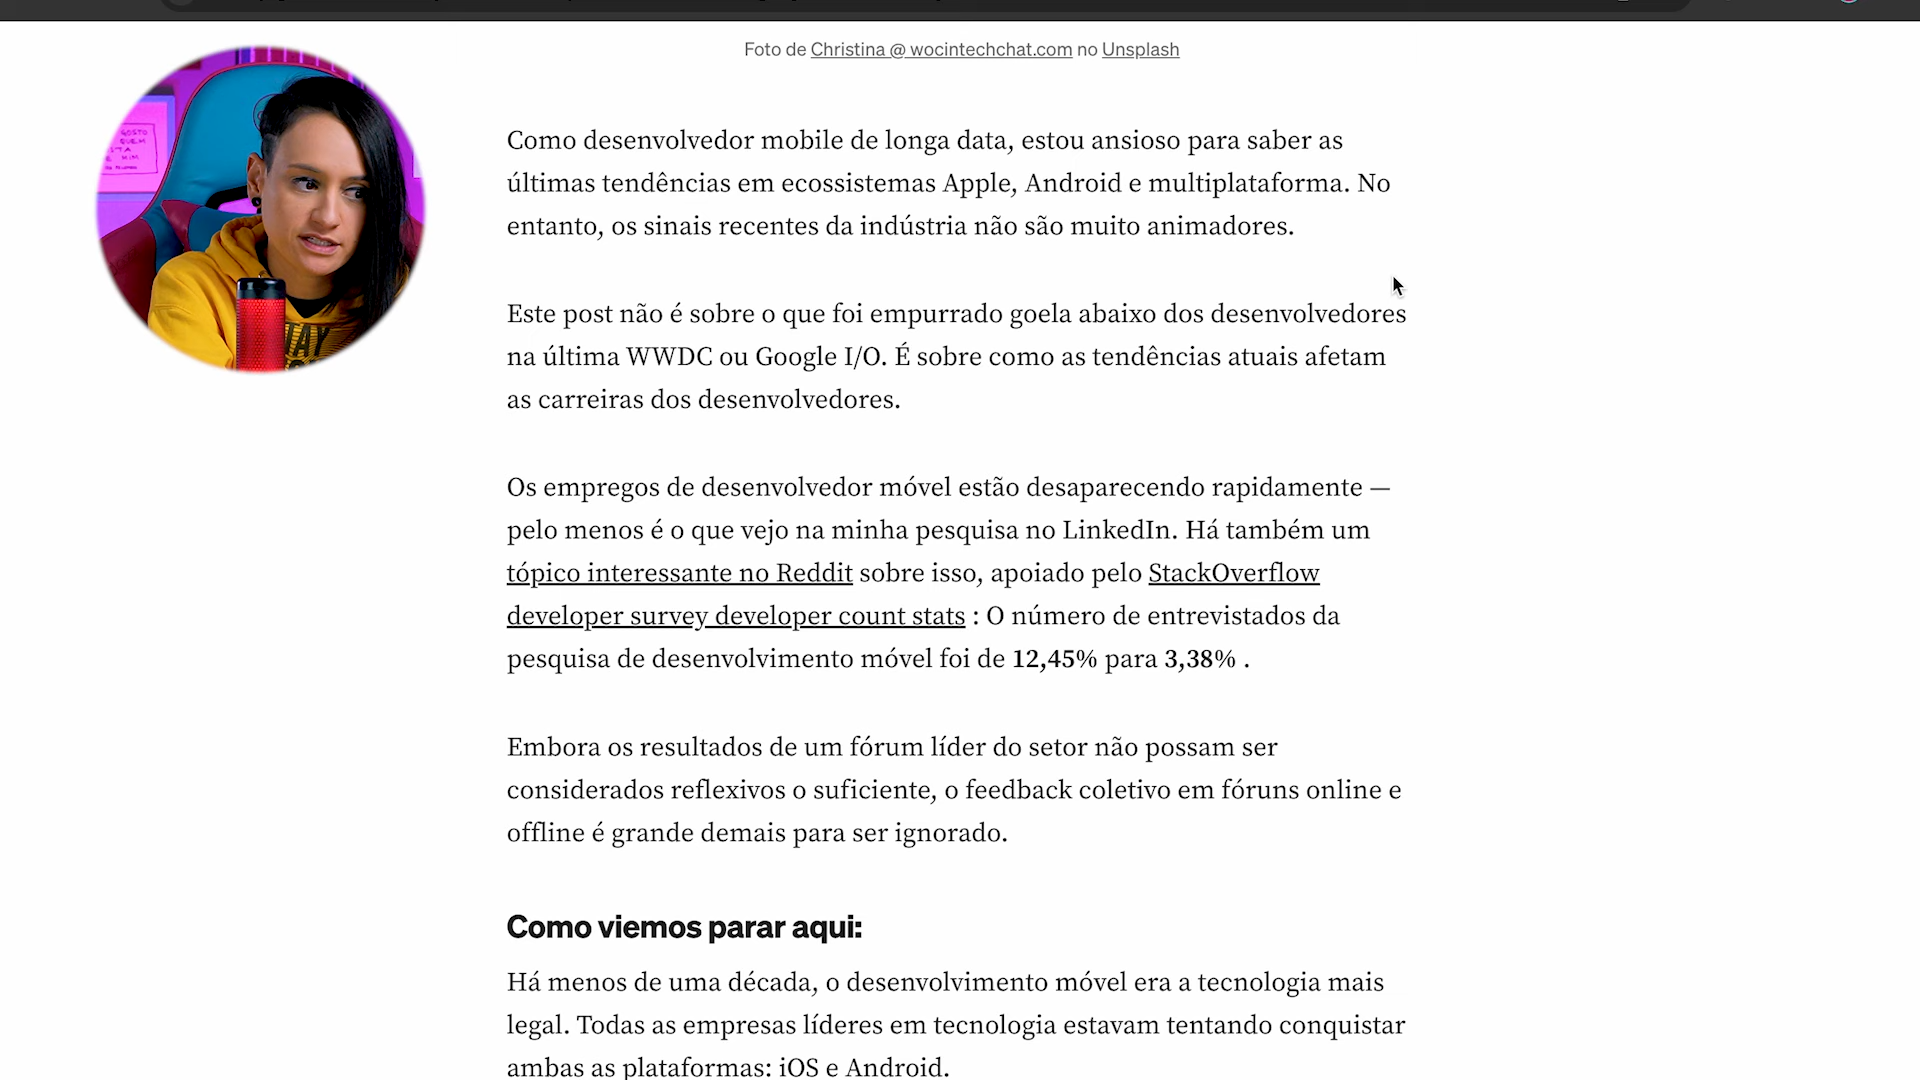 Foto de Christina @ wocintechchat.com no Unsplash
Como desenvolvedor mobile de longa data, estou ansioso para saber as
últimas tendências em ecossistemas Apple, Android e multiplataforma. No
entanto, os sinais recentes da indústria não são muito animadores.
Este post não é sobre o que foi empurrado goela abaixo dos desenvolvedores
na última WWDC ou Google I/O. É sobre como as tendências atuais afetam
as carreiras dos desenvolvedores.
Os empregos de desenvolvedor móvel estão desaparecendo rapidamente —
pelo menos é o que vejo na minha pesquisa no LinkedIn. Há também um
tópico interessante no Reddit sobre isso, apoiado pelo StackOverflow
developer survey developer count stats : O número de entrevistados da
pesquisa de desenvolvimento móvel foi de 12,45% para 3,38% .
Embora os resultados de um fórum líder do setor não possam ser
considerados reflexivos o suficiente, o feedback coletivo em fóruns online e
offline é grande demais para ser ignorado.
Como viemos parar aqui:
Há menos de uma década, o desenvolvimento móvel era a tecnologia mais
legal. Todas as empresas líderes em tecnologia estavam tentando conquistar
ambas as plataformas: iOS e Android.